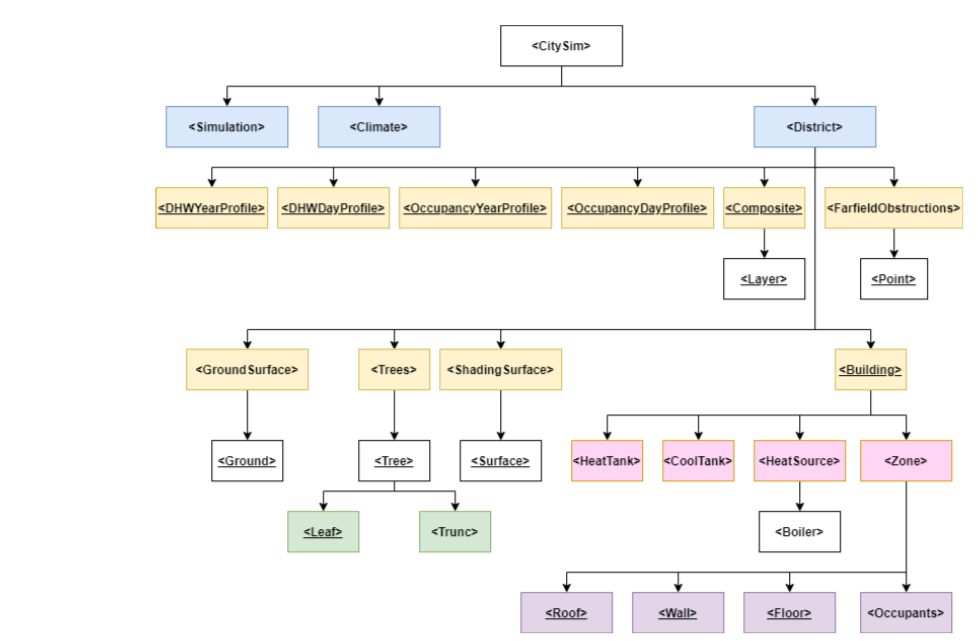 <CitySim>
<Simulation>
<Climate>
<District>
<DHWYearProfile>
<DHWDayProfile>
<OccupancyYearProfile>
<OccupancyDayProfile>
<Composite>
<FarfieldObstructions>
<Layer>
<Point>
<GroundSurface>
<Trees>
<ShadingSurface>
<Building>
<Ground>
<Tree>
<Surface>
<HeatTank>
<CoolTank>
<HeatSource>
<Zone>
<Leaf>
<Trunc>
<Boiler>
<Roof>
<Wall>
<Floor>
<Occupants>